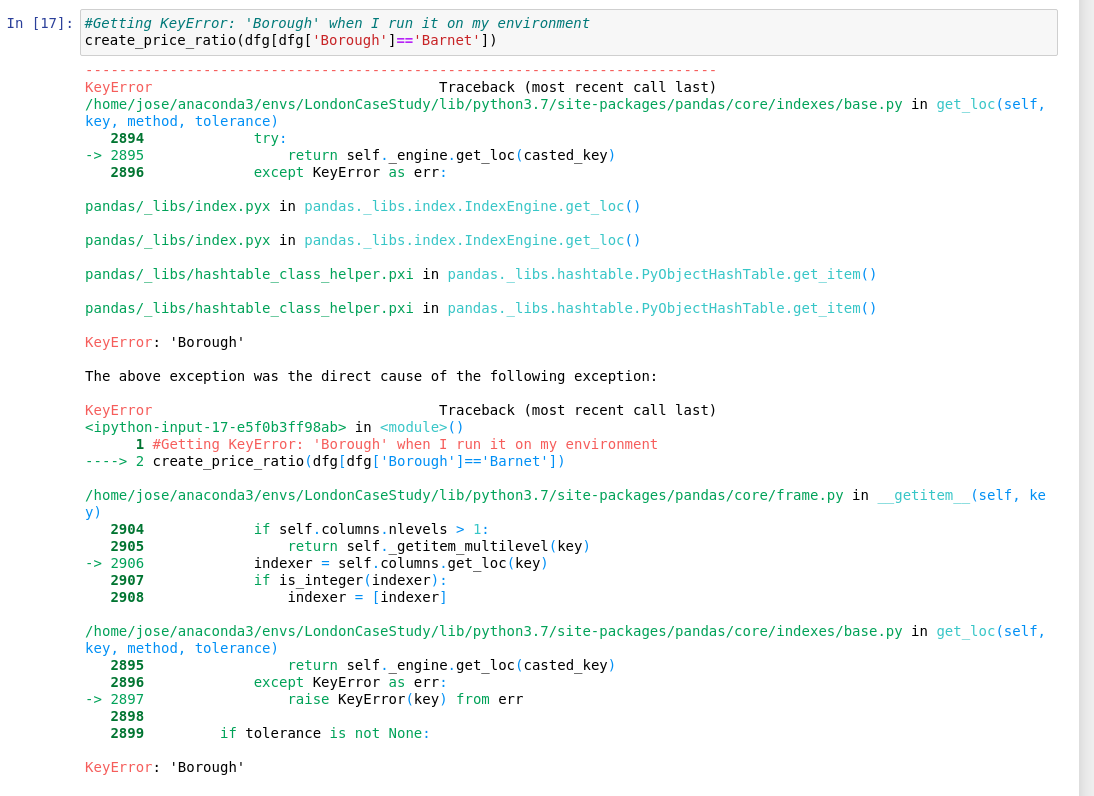 In [17]: #Getting KeyError: 'Borough' when I run it on my environment
create_price_ratio(dfg[dfg['Borough']=='Barnet'])
---------------------------------------------------------------------------
KeyError                                  Traceback (most recent call last)
/home/jose/anaconda3/envs/LondonCaseStudy/lib/python3.7/site-packages/pandas/core/indexes/base.py in get_loc(self,
key, method, tolerance)
   2894             try:
-> 2895                 return self._engine.get_loc(casted_key)
   2896             except KeyError as err:
pandas/_libs/index.pyx in pandas._libs.index.IndexEngine.get_loc()
pandas/_libs/index.pyx in pandas._libs.index.IndexEngine.get_loc()
pandas/_libs/hashtable_class_helper.pxi in pandas._libs.hashtable.PyObjectHashTable.get_item()
pandas/_libs/hashtable_class_helper.pxi in pandas._libs.hashtable.PyObjectHashTable.get_item()
KeyError: 'Borough'
The above exception was the direct cause of the following exception:
KeyError                                  Traceback (most recent call last)
<ipython-input-17-e5f0b3ff98ab> in <module>()
      1 #Getting KeyError: 'Borough' when I run it on my environment
----> 2 create_price_ratio(dfg[dfg['Borough']=='Barnet'])
/home/jose/anaconda3/envs/LondonCaseStudy/lib/python3.7/site-packages/pandas/core/frame.py in __getitem__(self, ke
y)
   2904             if self.columns.nlevels > 1:
   2905                 return self._getitem_multilevel(key)
-> 2906             indexer = self.columns.get_loc(key)
   2907             if is_integer(indexer):
   2908                 indexer = [indexer]
/home/jose/anaconda3/envs/LondonCaseStudy/lib/python3.7/site-packages/pandas/core/indexes/base.py in get_loc(self,
key, method, tolerance)
   2895                 return self._engine.get_loc(casted_key)
   2896             except KeyError as err:
-> 2897                 raise KeyError(key) from err
   2898
   2899         if tolerance is not None:
KeyError: 'Borough'